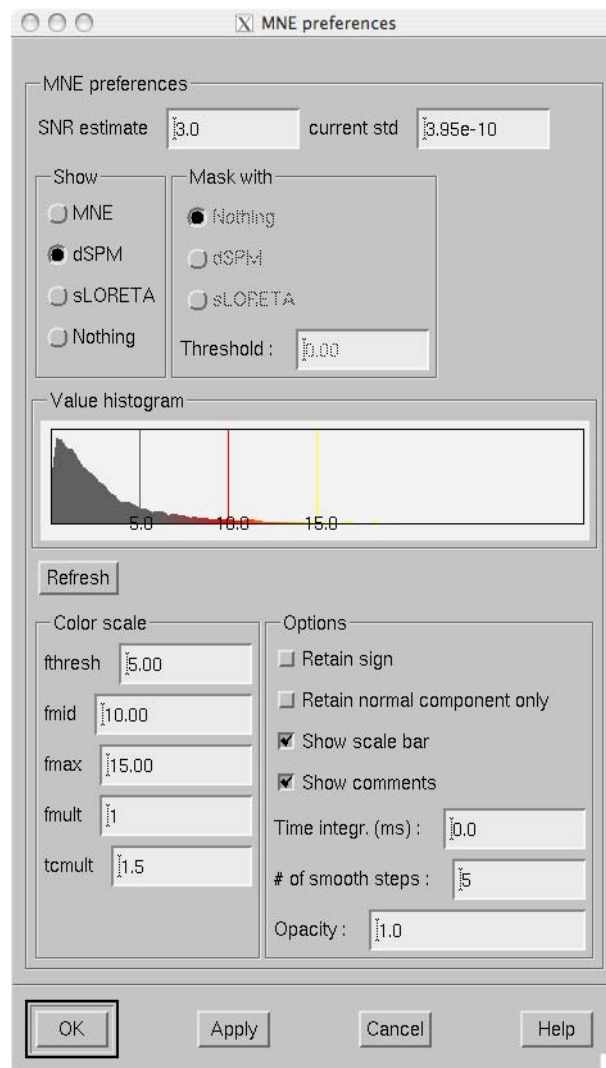 MNE preferences
MNE preferences
SNR estimate 3.0 current std 3.95e-10
Show
MNE
dSPM
sLORETA
Nothing
Mask with
Nothing
dSPM
sLORETA
Threshold : 0.00
Value histogram
5.0 10.0 15.0
Refresh
Color scale
fthresh 5.00
fmid 10.00
fmax 15.00
fmult 1
tcmult 1.5
Options
Retain sign
Retain normal component only
Show scale bar
Show comments
Time integr. (ms) : 0.0
# of smooth steps : 5
Opacity : 1.0
OK Apply Cancel Help